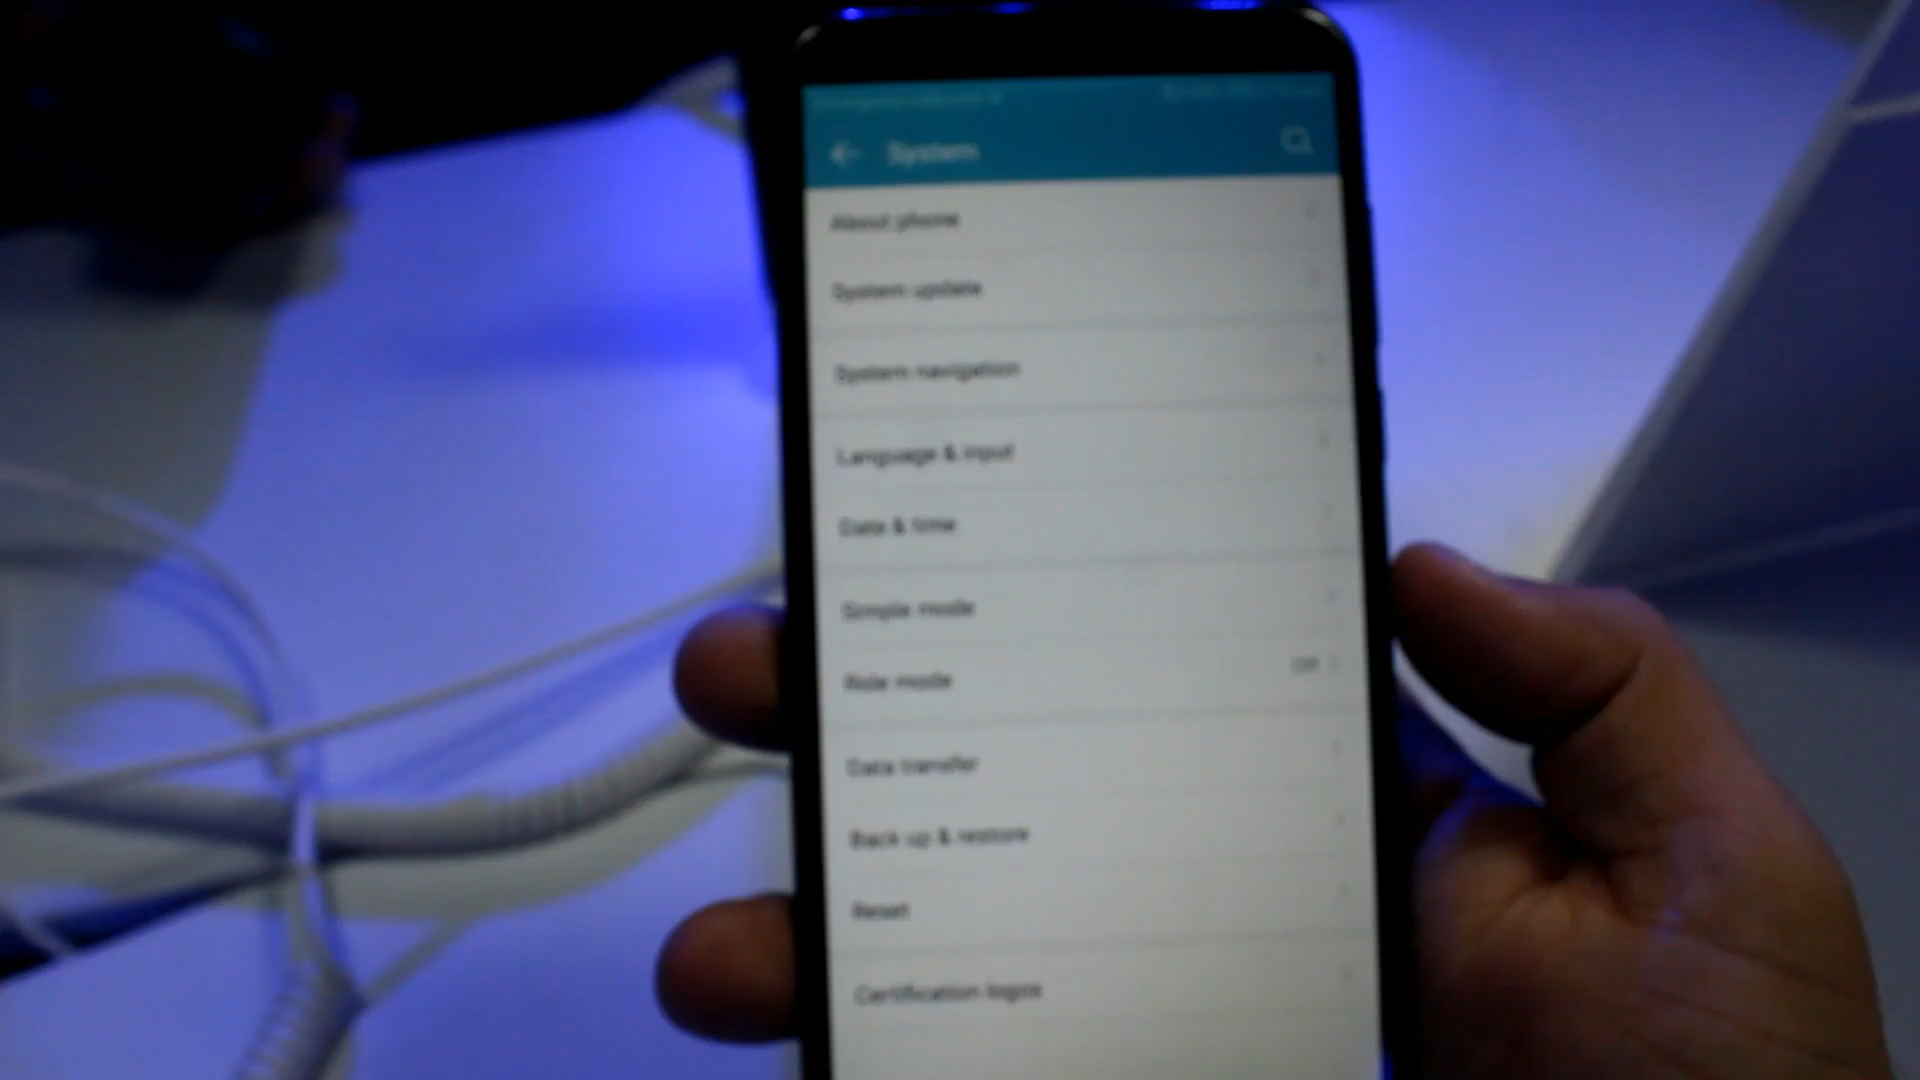 System
About phone
System update
System navigation
Language & input
Date & time
Simple mode
Ride mode
Off
Data transfer
Back up & restore
Reset
Certification logos